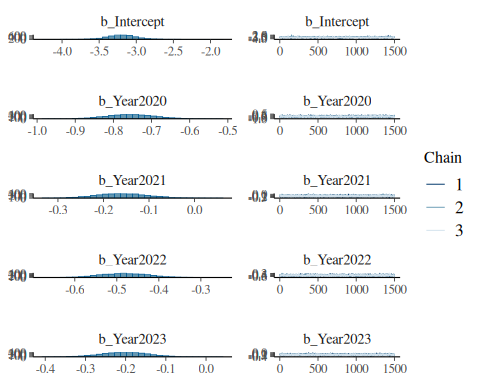 b_Intercept b_Intercept
-4.0 -3.5 -3.0 -2.5 -2.0 0 500 1000 1500
b_Year2020 b_Year2020
-1.0 -0.9 -0.8 -0.7 -0.6 -0.5 0 500 1000 1500
b_Year2021 b_Year2021
-0.3 -0.2 -0.1 0.0 0 500 1000 1500
Chain
1
2
3
b_Year2022 b_Year2022
-0.6 -0.5 -0.4 -0.3 0 500 1000 1500
b_Year2023 b_Year2023
-0.4 -0.3 -0.2 -0.1 0.0 0 500 1000 1500